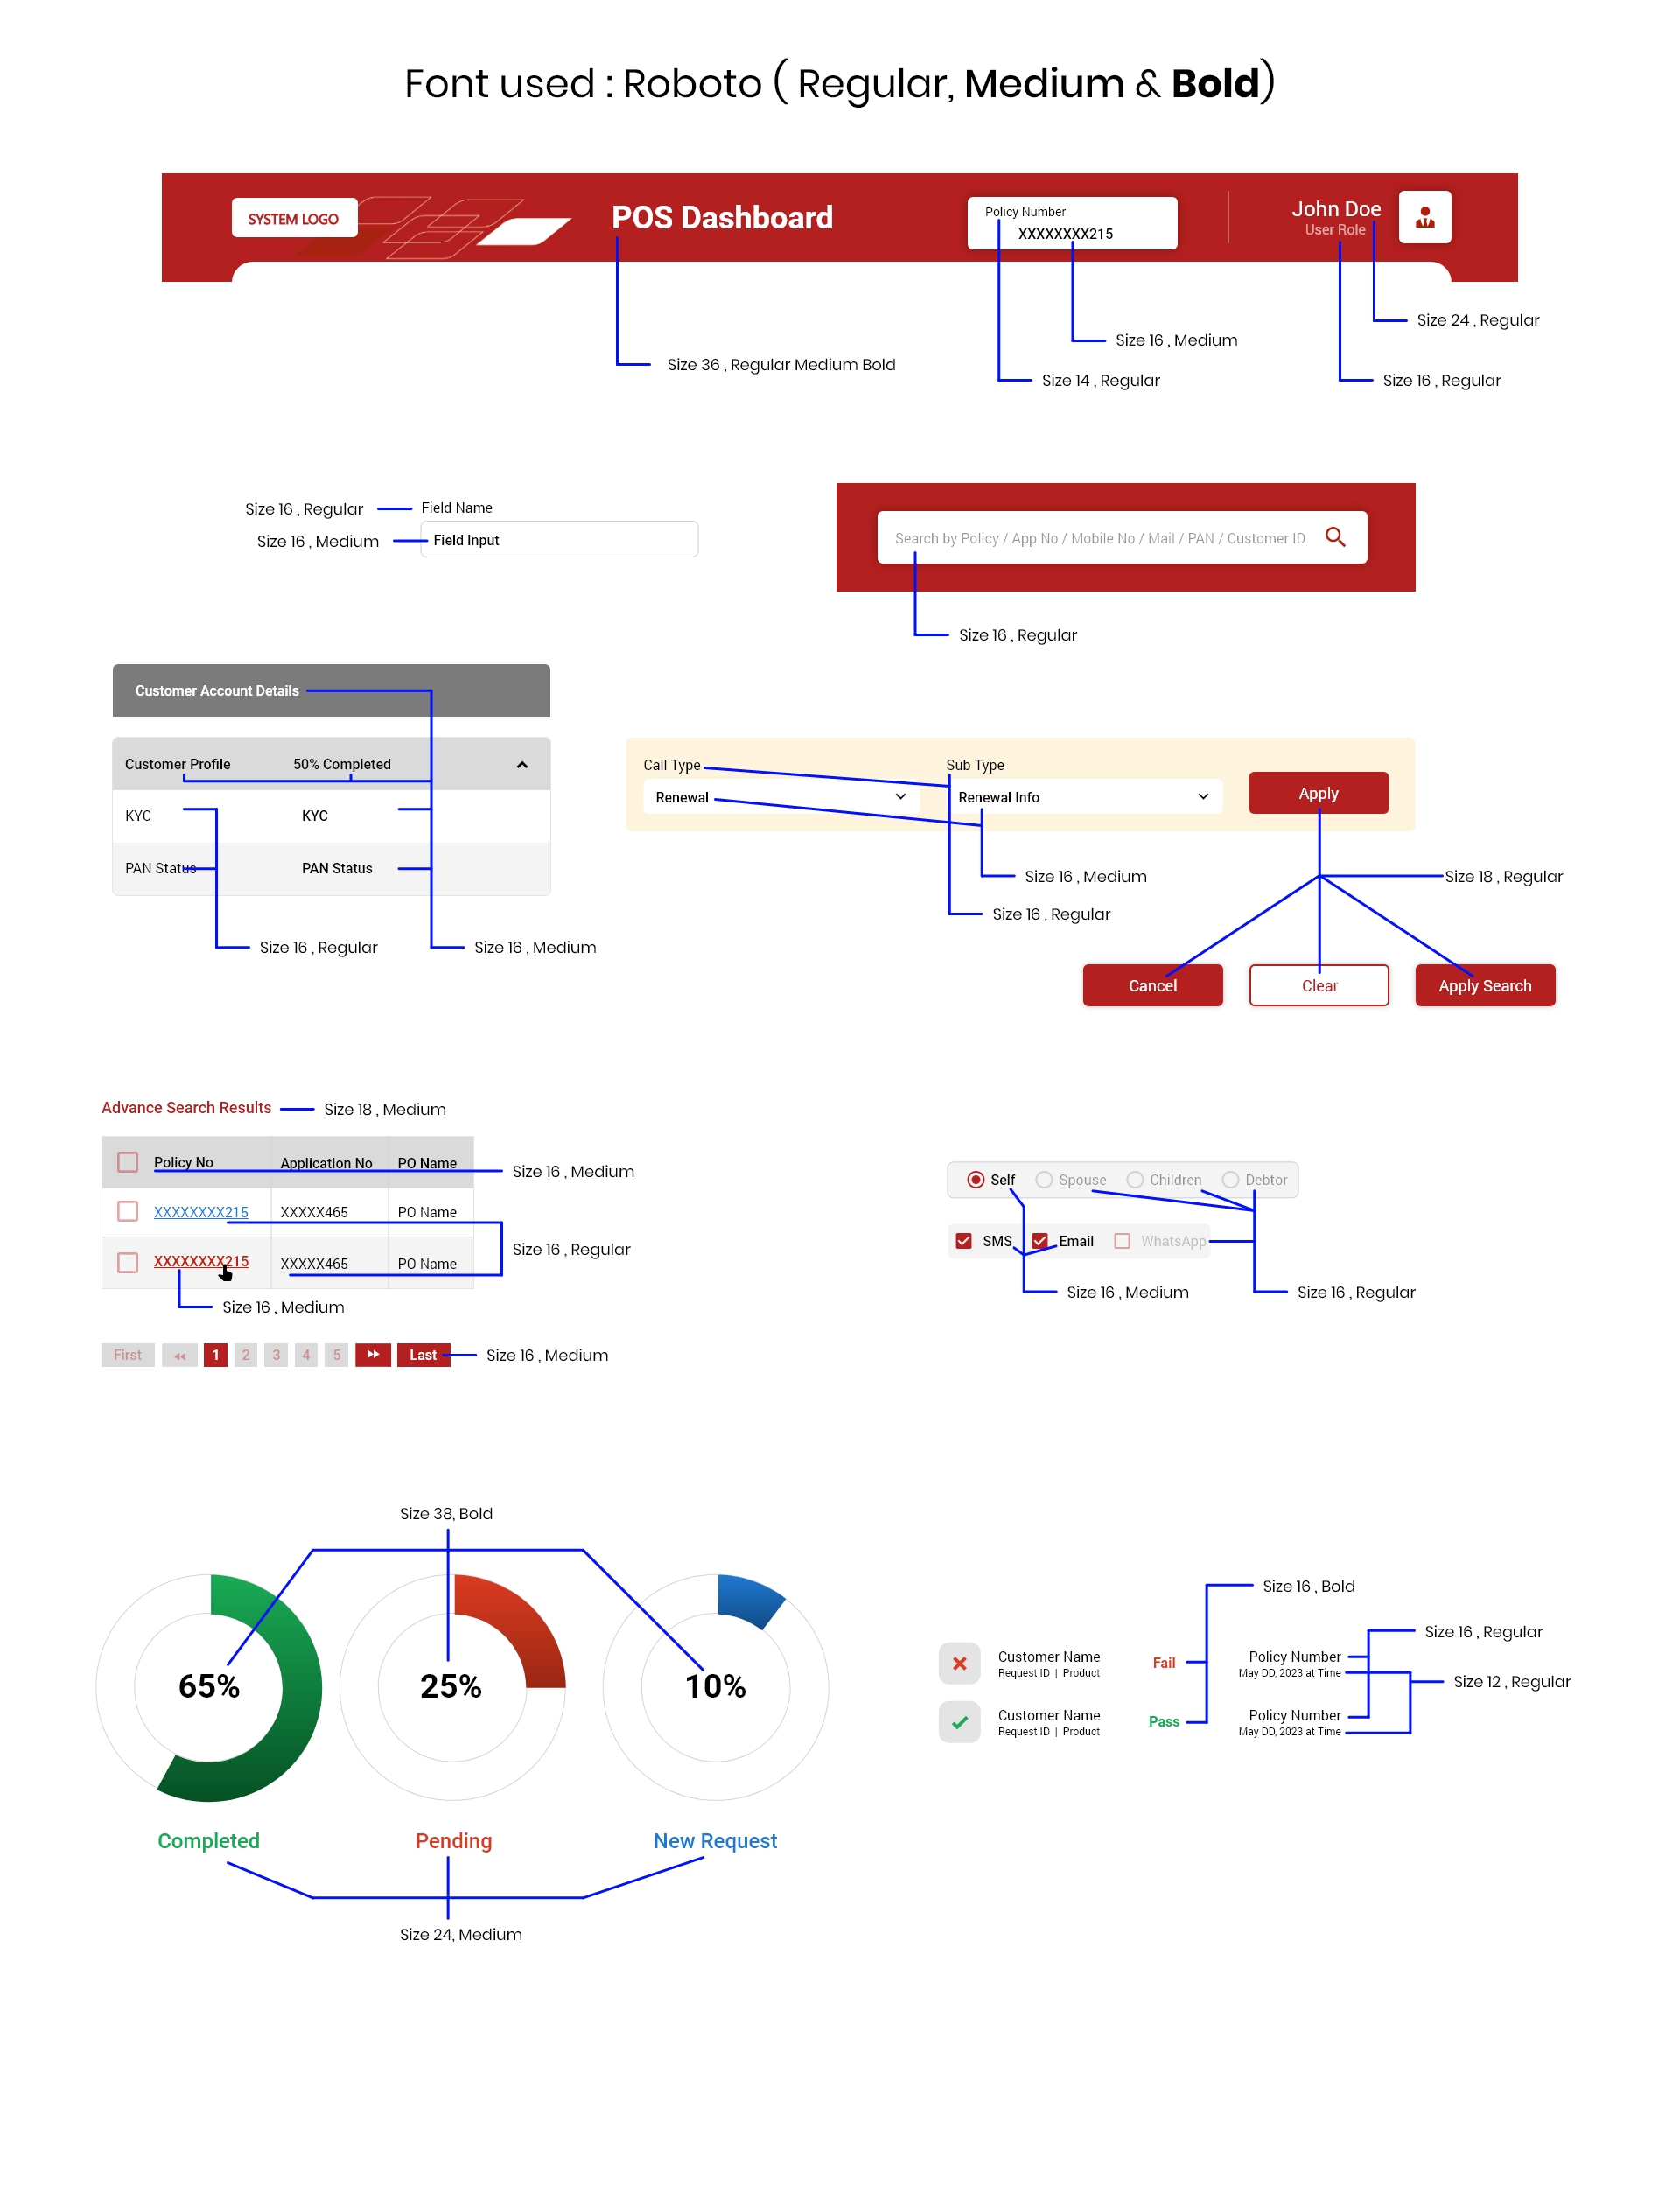 Font used : Roboto ( Regular, Medium & Bold)
SYSTEM LOGO
POS Dashboard
Policy Number
XXXXXXXX215
John Doe
User Role
Size 24 , Regular
Size 16 , Medium
Size 36 , Regular Medium Bold
Size 14 , Regular
Size 16 , Regular
Size 16 , Regular
Field Name
Size 16 , Medium
Field Input
Search by Policy / App No / Mobile No / Mail / PAN / Customer ID
Size 16 , Regular
Customer Account Details
Customer Profile
50% Completed
KYC
KYC
PAN Status
PAN Status
Size 16 , Regular
Size 16 , Medium
Call Type
Sub Type
Renewal
Renewal Info
Apply
Size 16 , Medium
Size 16 , Regular
Size 18 , Regular
Cancel
Clear
Apply Search
Advance Search Results
Size 18 , Medium
Policy No
Application No
PO Name
Size 16 , Medium
XXXXXXXX215
XXXXX465
PO Name
Size 16 , Regular
XXXXXXXX215
XXXXX465
PO Name
Size 16 , Medium
First
1
2
3
4
5
Last
Size 16 , Medium
Self
Spouse
Children
Debtor
SMS
Email
WhatsApp
Size 16 , Medium
Size 16 , Regular
Size 38, Bold
65%
25%
10%
Completed
Pending
New Request
Size 24, Medium
Size 16 , Bold
Size 16 , Regular
Customer Name
Request ID | Product
Fail
Policy Number
May DD, 2023 at Time
Size 12 , Regular
Customer Name
Request ID | Product
Pass
Policy Number
May DD, 2023 at Time